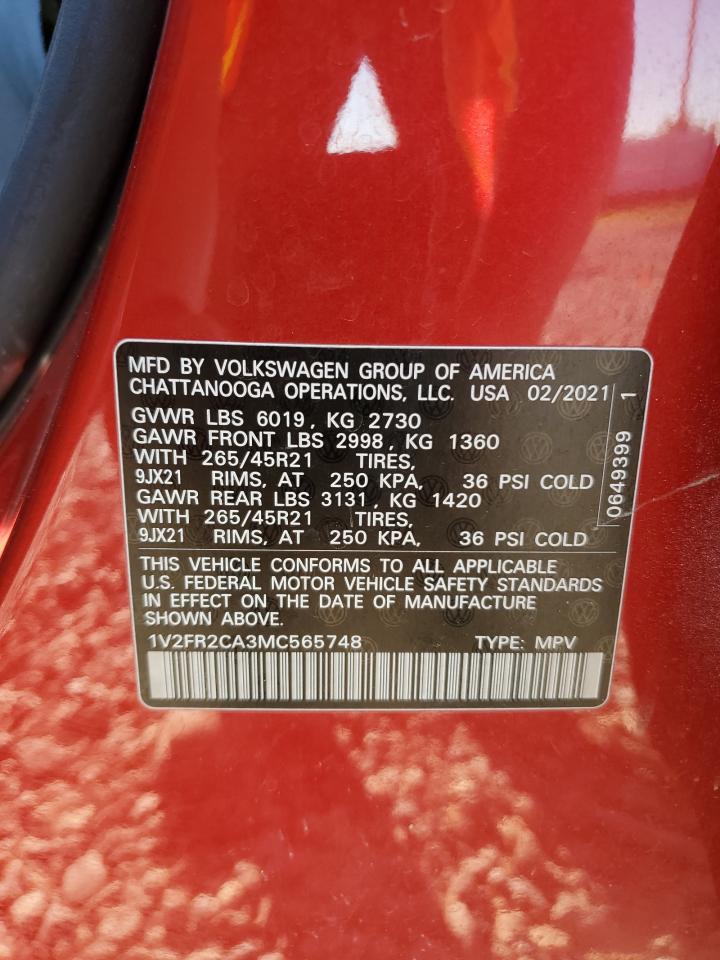 MFD BY VOLKSWAGEN GROUP OF AMERICA
CHATTANOOGA OPERATIONS, LLC. USA 02/2021
GVWR LBS 6019, KG 2730
GAWR FRONT LBS 2998, KG 1360
WITH 265/45R21 TIRES,
9JX21 RIMS, AT 250 KPA, 36 PSI COLD
GAWR REAR LBS 3131, KG 1420
WITH 265/45R21 TIRES,
9JX21 RIMS, AT 250 KPA, 36 PSI COLD
0649399 1
THIS VEHICLE CONFORMS TO ALL APPLICABLE
U.S. FEDERAL MOTOR VEHICLE SAFETY STANDARDS
IN EFFECT ON THE DATE OF MANUFACTURE
SHOWN ABOVE.
1V2FR2CA3MC565748 TYPE: MPV